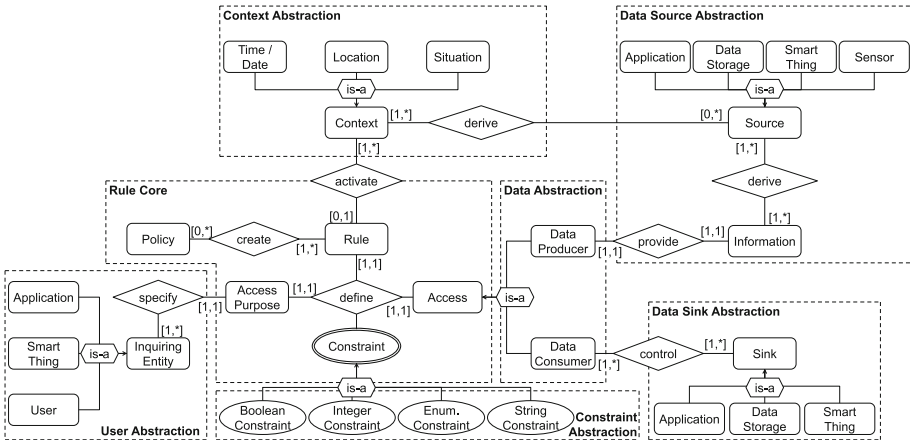 Context Abstraction
Data Source Abstraction
Time /
Date
Location
Situation
Application
Data
Storage
Smart
Thing
Sensor
is-a
is-a
Context
[1,*]
derive
[0,*]
Source
[1,*]
[1,*]
activate
derive
Rule Core
Data Abstraction
[0,1]
[1,*]
Policy
[0,*]
create
[1,*]
Rule
Data
Producer
[1,1]
provide
[1,1]
Information
[1,1]
Application
specify
[1,1]
Access
Purpose
[1,1]
define
[1,1]
Access
is-a
[1,*]
Data Sink Abstraction
Smart
Thing
is-a
Inquiring
Entity
Constraint
Data
Consumer
[1,*]
control
[1,*]
Sink
User
is-a
is-a
Boolean
Constraint
Integer
Constraint
Enum.
Constraint
String
Constraint
Constraint
Abstraction
Application
Data
Storage
Smart
Thing
User Abstraction